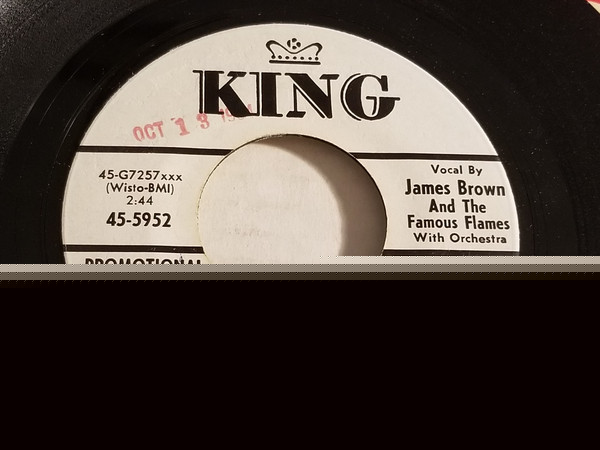 KING
OCT 1 3
45-G7257xxx
(Wisto-BMI)
2:44
45-5952
Vocal By
James Brown
And The
Famous Flames
With Orchestra
PROMOTIONAL